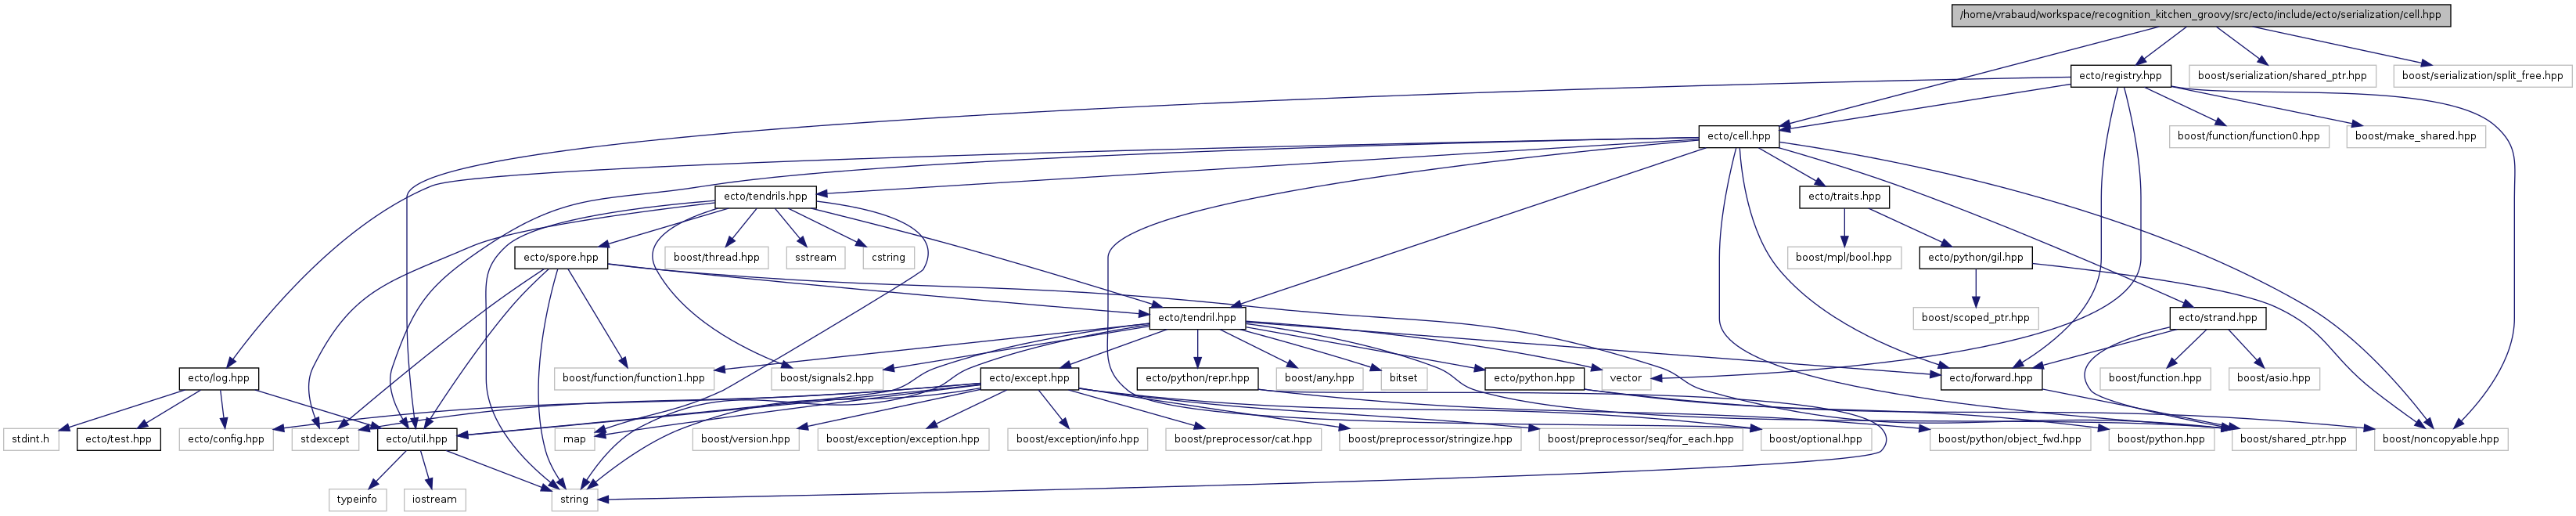 /home/vrabaud/workspace/recognition_kitchen_groovy/src/ecto/include/ecto/serialization/cell.hpp
ecto/registry.hpp
boost/serialization/shared_ptr.hpp
boost/serialization/split_free.hpp
ecto/cell.hpp
boost/function/function0.hpp
boost/make_shared.hpp
ecto/tendrils.hpp
ecto/traits.hpp
ecto/spore.hpp
boost/thread.hpp
sstream
cstring
boost/mpl/bool.hpp
ecto/python/gil.hpp
ecto/tendril.hpp
boost/scoped_ptr.hpp
ecto/strand.hpp
ecto/log.hpp
boost/function/function1.hpp
boost/signals2.hpp
ecto/except.hpp
ecto/python/repr.hpp
boost/any.hpp
bitset
ecto/python.hpp
vector
ecto/forward.hpp
boost/function.hpp
boost/asio.hpp
stdint.h
ecto/test.hpp
ecto/config.hpp
stdexcept
ecto/util.hpp
map
boost/version.hpp
boost/exception/exception.hpp
boost/exception/info.hpp
boost/preprocessor/cat.hpp
boost/preprocessor/stringize.hpp
boost/preprocessor/seq/for_each.hpp
boost/optional.hpp
boost/python/object_fwd.hpp
boost/python.hpp
boost/shared_ptr.hpp
boost/noncopyable.hpp
typeinfo
iostream
string